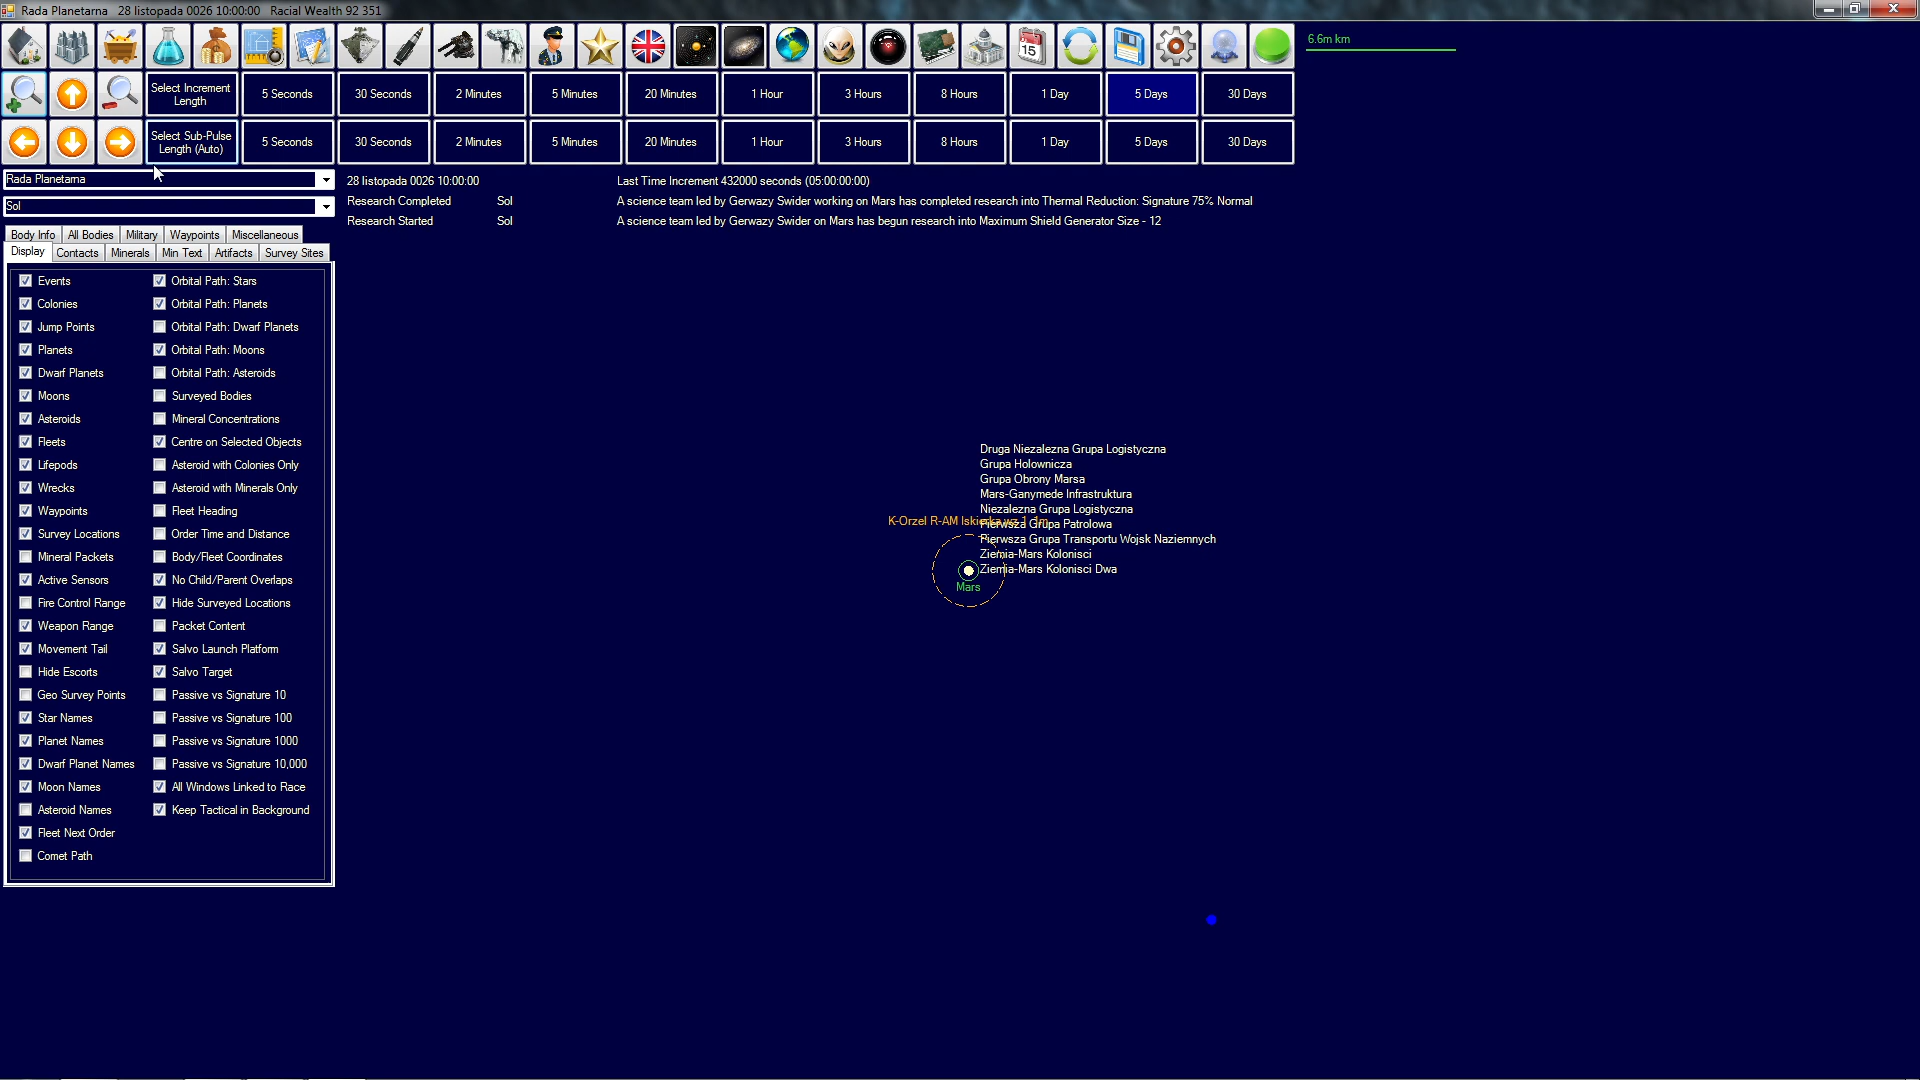 Rada Planetarna 28 listopada 0026 10:00:00 Racial Wealth 92 351
15
6.6m km
Select Increment Length
5 Seconds
30 Seconds
2 Minutes
5 Minutes
20 Minutes
1 Hour
3 Hours
8 Hours
1 Day
5 Days
30 Days
Select Sub-Pulse Length (Auto)
5 Seconds
30 Seconds
2 Minutes
5 Minutes
20 Minutes
1 Hour
3 Hours
8 Hours
1 Day
5 Days
30 Days
Rada Planetarna
Sol
28 listopada 0026 10:00:00 Last Time Increment 432000 seconds (05:00:00:00)
Research Completed Sol A science team led by Gerwazy Swider working on Mars has completed research into Thermal Reduction: Signature 75% Normal
Research Started Sol A science team led by Gerwazy Swider on Mars has begun research into Maximum Shield Generator Size - 12
Body Info All Bodies Military Waypoints Miscellaneous
Display Contacts Minerals Min Text Artifacts Survey Sites
Events
Colonies
Jump Points
Planets
Dwarf Planets
Moons
Asteroids
Fleets
Lifepods
Wrecks
Waypoints
Survey Locations
Mineral Packets
Active Sensors
Fire Control Range
Weapon Range
Movement Tail
Hide Escorts
Geo Survey Points
Star Names
Planet Names
Dwarf Planet Names
Moon Names
Asteroid Names
Fleet Next Order
Comet Path
Orbital Path: Stars
Orbital Path: Planets
Orbital Path: Dwarf Planets
Orbital Path: Moons
Orbital Path: Asteroids
Surveyed Bodies
Mineral Concentrations
Centre on Selected Objects
Asteroid with Colonies Only
Asteroid with Minerals Only
Fleet Heading
Order Time and Distance
Body/Fleet Coordinates
No Child/Parent Overlaps
Hide Surveyed Locations
Packet Content
Salvo Launch Platform
Salvo Target
Passive vs Signature 10
Passive vs Signature 100
Passive vs Signature 1000
Passive vs Signature 10,000
All Windows Linked to Race
Keep Tactical in Background
Druga Niezalezna Grupa Logistyczna
Grupa Holownicza
Grupa Obrony Marsa
Mars-Ganymede Infrastruktura
Niezalezna Grupa Logistyczna
K-Orzel R-AM
Pierwsza Grupa Patrolowa
Pierwsza Grupa Transportu Wojsk Naziemnych
Ziemia-Mars Kolonisci
Ziemia-Mars Kolonisci Dwa
Mars